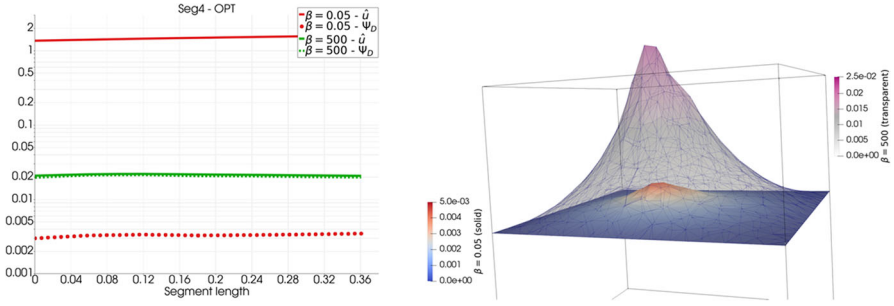 Seg4 - OPT
β = 0.05 - û
β = 0.05 - Ψ_D
β = 500 - û
β = 500 - Ψ_D
2
1
0.5
0.2
0.1
0.05
0.02
0.01
0.005
0.002
0.001
0 0.04 0.08 0.12 0.16 0.2 0.24 0.28 0.32 0.36
Segment length
5.0e-03
0.004
0.003
0.002
0.001
0.0e+00
β = 0.05 (solid)
2.5e-02
0.02
0.015
0.01
0.005
0.0e+00
β = 500 (transparent)